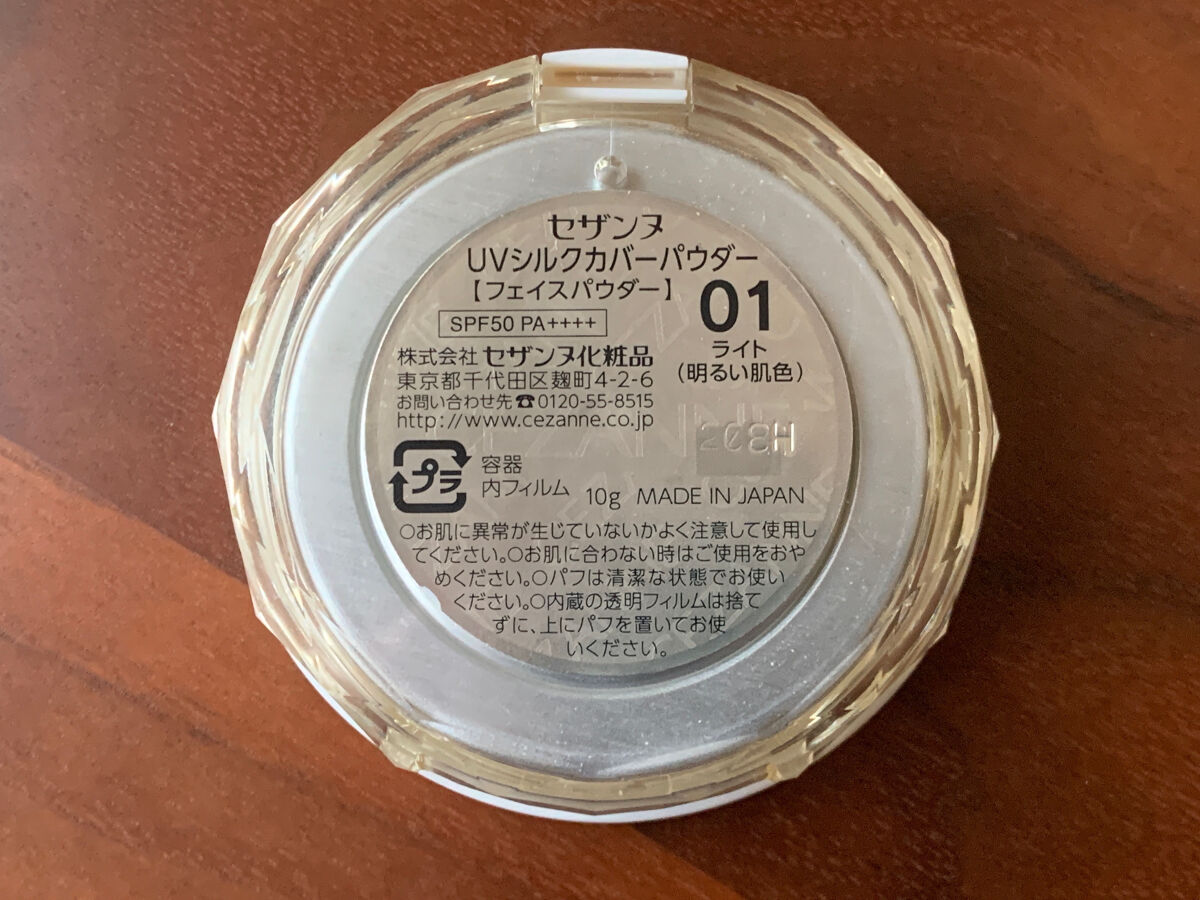 セザンヌ
UVシルクカバーパウダー
【フェイスパウダー】
01
SPF50 PA++++
ライト
(明るい肌色)
株式会社 セザンヌ化粧品
東京都千代田区麹町4-2-6
お問い合わせ先☎0120-55-8515
http://www.cezanne.co.jp
プラ
容器
内フィルム
10g MADE IN JAPAN
○お肌に異常が生じていないかよく注意して使用し
てください。○お肌に合わない時はご使用をおや
めください。○パフは清潔な状態でお使い
ください。○内蔵の透明フィルムは捨て
ずに、上にパフを置いてお使
いください。